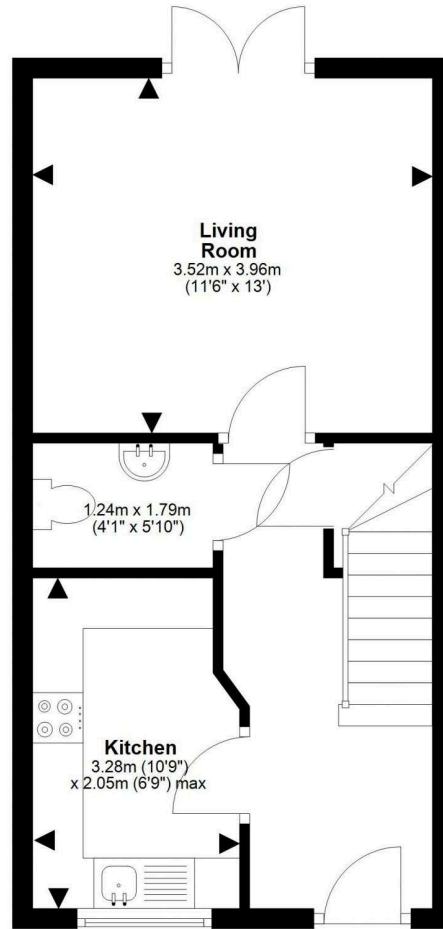 Living
Room
3.52m x 3.96m
(11'6" x 13')
1.24m x 1.79m
(4'1" x 5'10")
Kitchen
3.28m (10'9")
x 2.05m (6'9") max